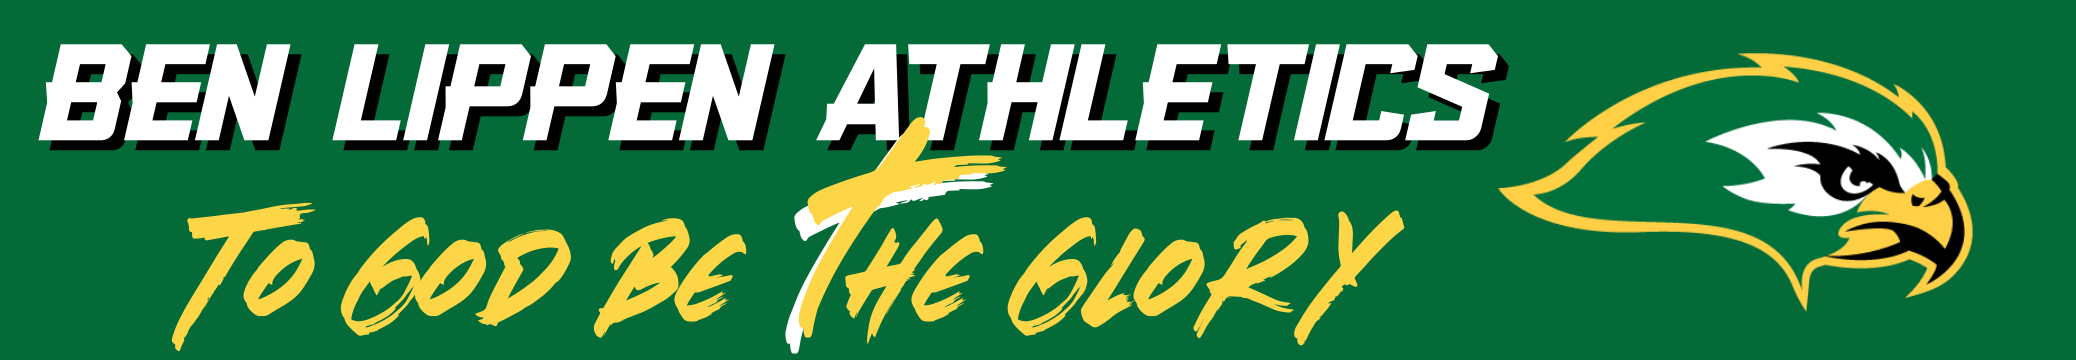 BEN LIPPEN ATHLETICS
TO GOD BE THE GLORY